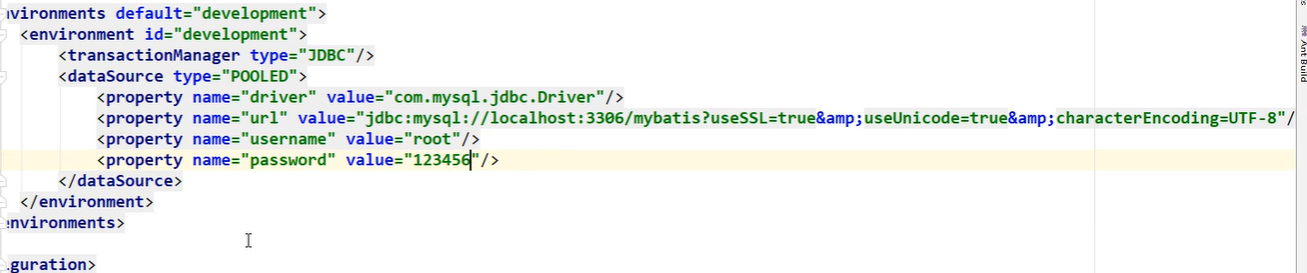 nvironments default="development">
<environment id="development">
<transactionManager type="JDBC"/>
<dataSource type="POOLED">
<property name="driver" value="com.mysql.jdbc.Driver"/>
<property name="url" value="jdbc:mysql://localhost:3306/mybatis?useSSL=true&amp;useUnicode=true&amp;characterEncoding=UTF-8"/
<property name="username" value="root"/>
<property name="password" value="123456"/>
</dataSource>
</environment>
environments>
.guration>
Ant Build